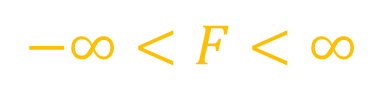 −∞ < F < ∞